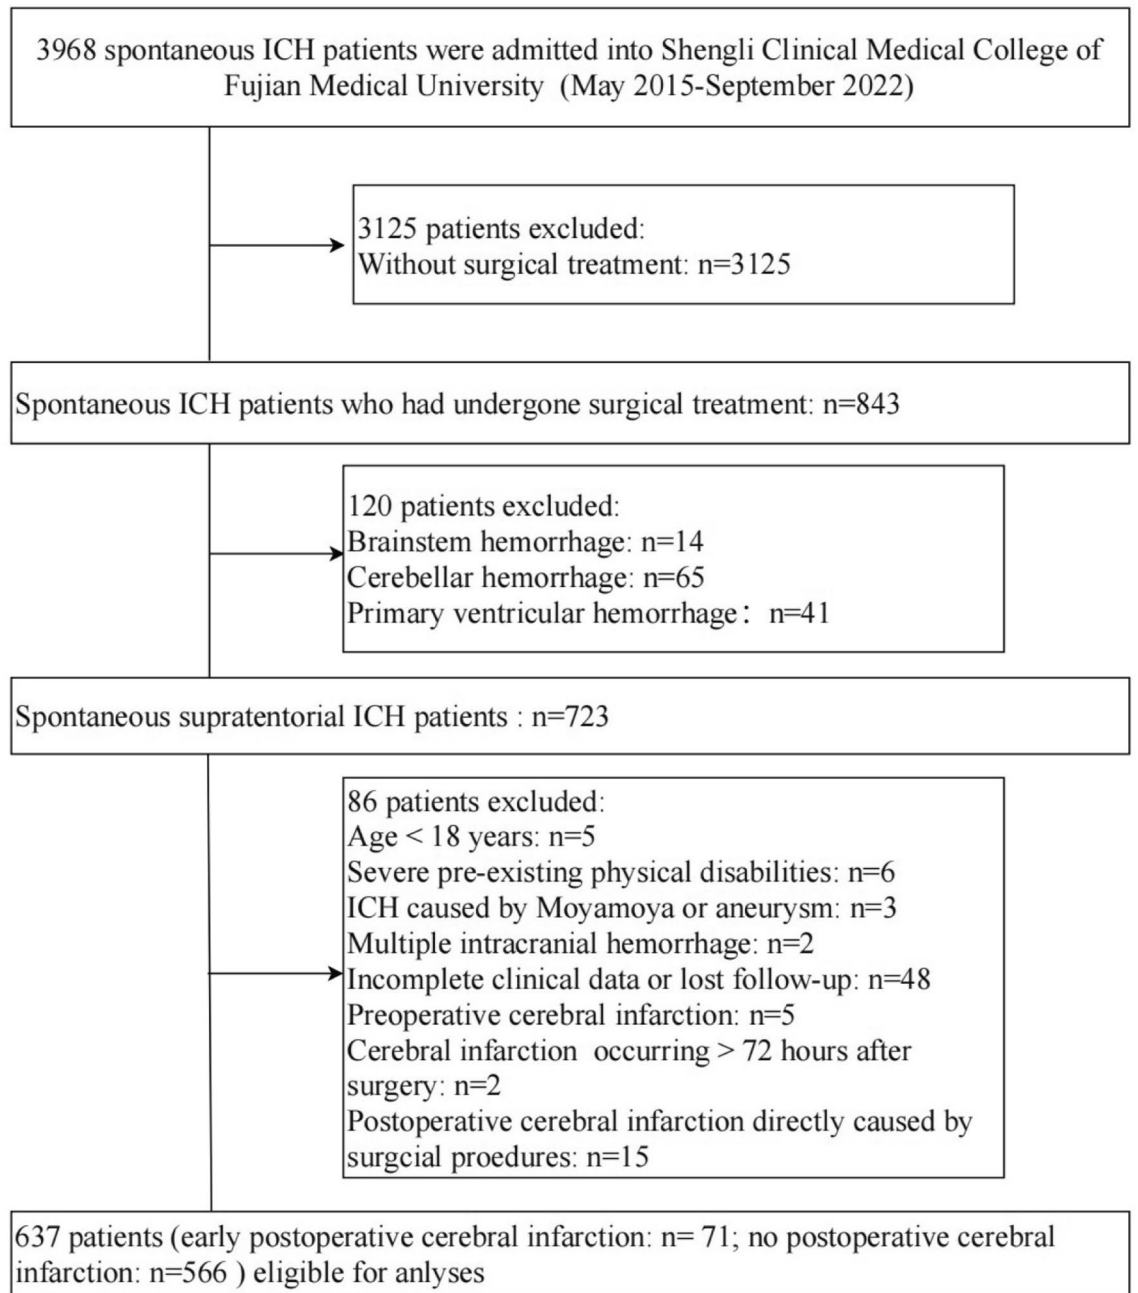 3968 spontaneous ICH patients were admitted into Shengli Clinical Medical College of
Fujian Medical University (May 2015-September 2022)
3125 patients excluded:
Without surgical treatment: n=3125
Spontaneous ICH patients who had undergone surgical treatment: n=843
120 patients excluded:
Brainstem hemorrhage: n=14
Cerebellar hemorrhage: n=65
Primary ventricular hemorrhage： n=41
Spontaneous supratentorial ICH patients : n=723
86 patients excluded:
Age < 18 years: n=5
Severe pre-existing physical disabilities: n=6
ICH caused by Moyamoya or aneurysm: n=3
Multiple intracranial hemorrhage: n=2
Incomplete clinical data or lost follow-up: n=48
Preoperative cerebral infarction: n=5
Cerebral infarction occurring > 72 hours after
surgery: n=2
Postoperative cerebral infarction directly caused by
surgcial proedures: n=15
637 patients (early postoperative cerebral infarction: n= 71; no postoperative cerebral
infarction: n=566 ) eligible for anlyses